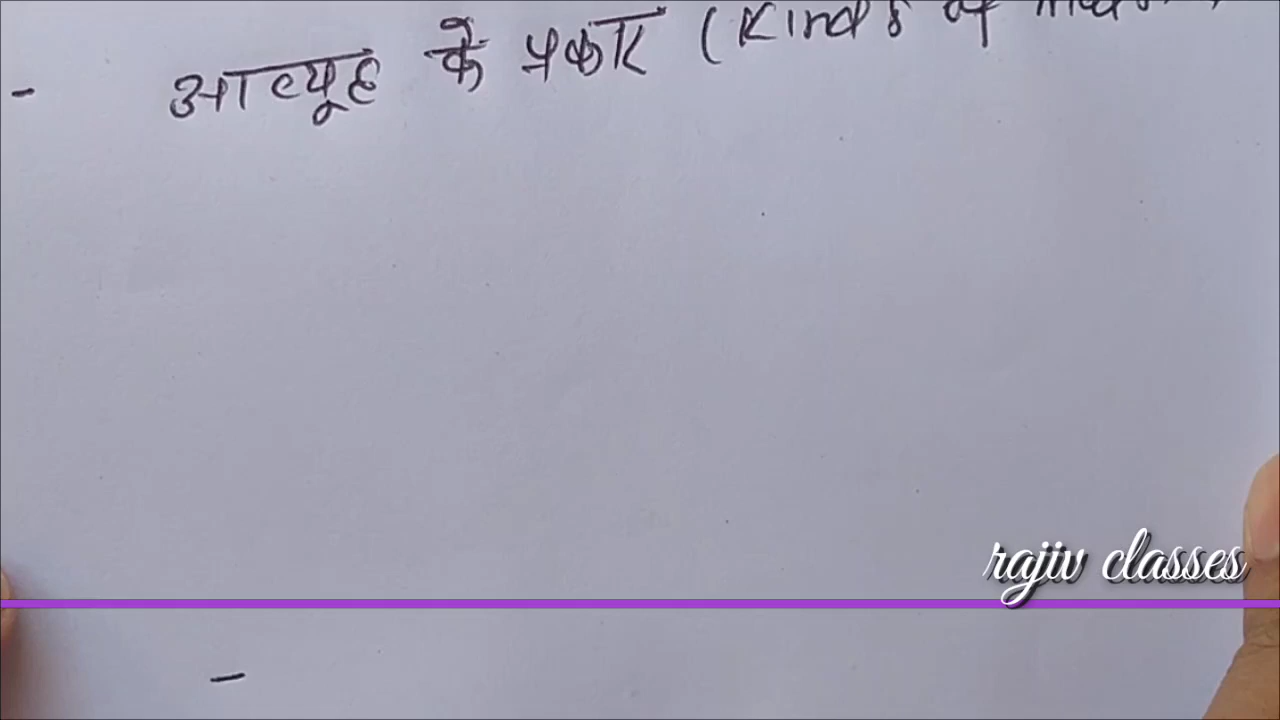 - आव्यूह के प्रकार (Kinds of
rajiv classes
-